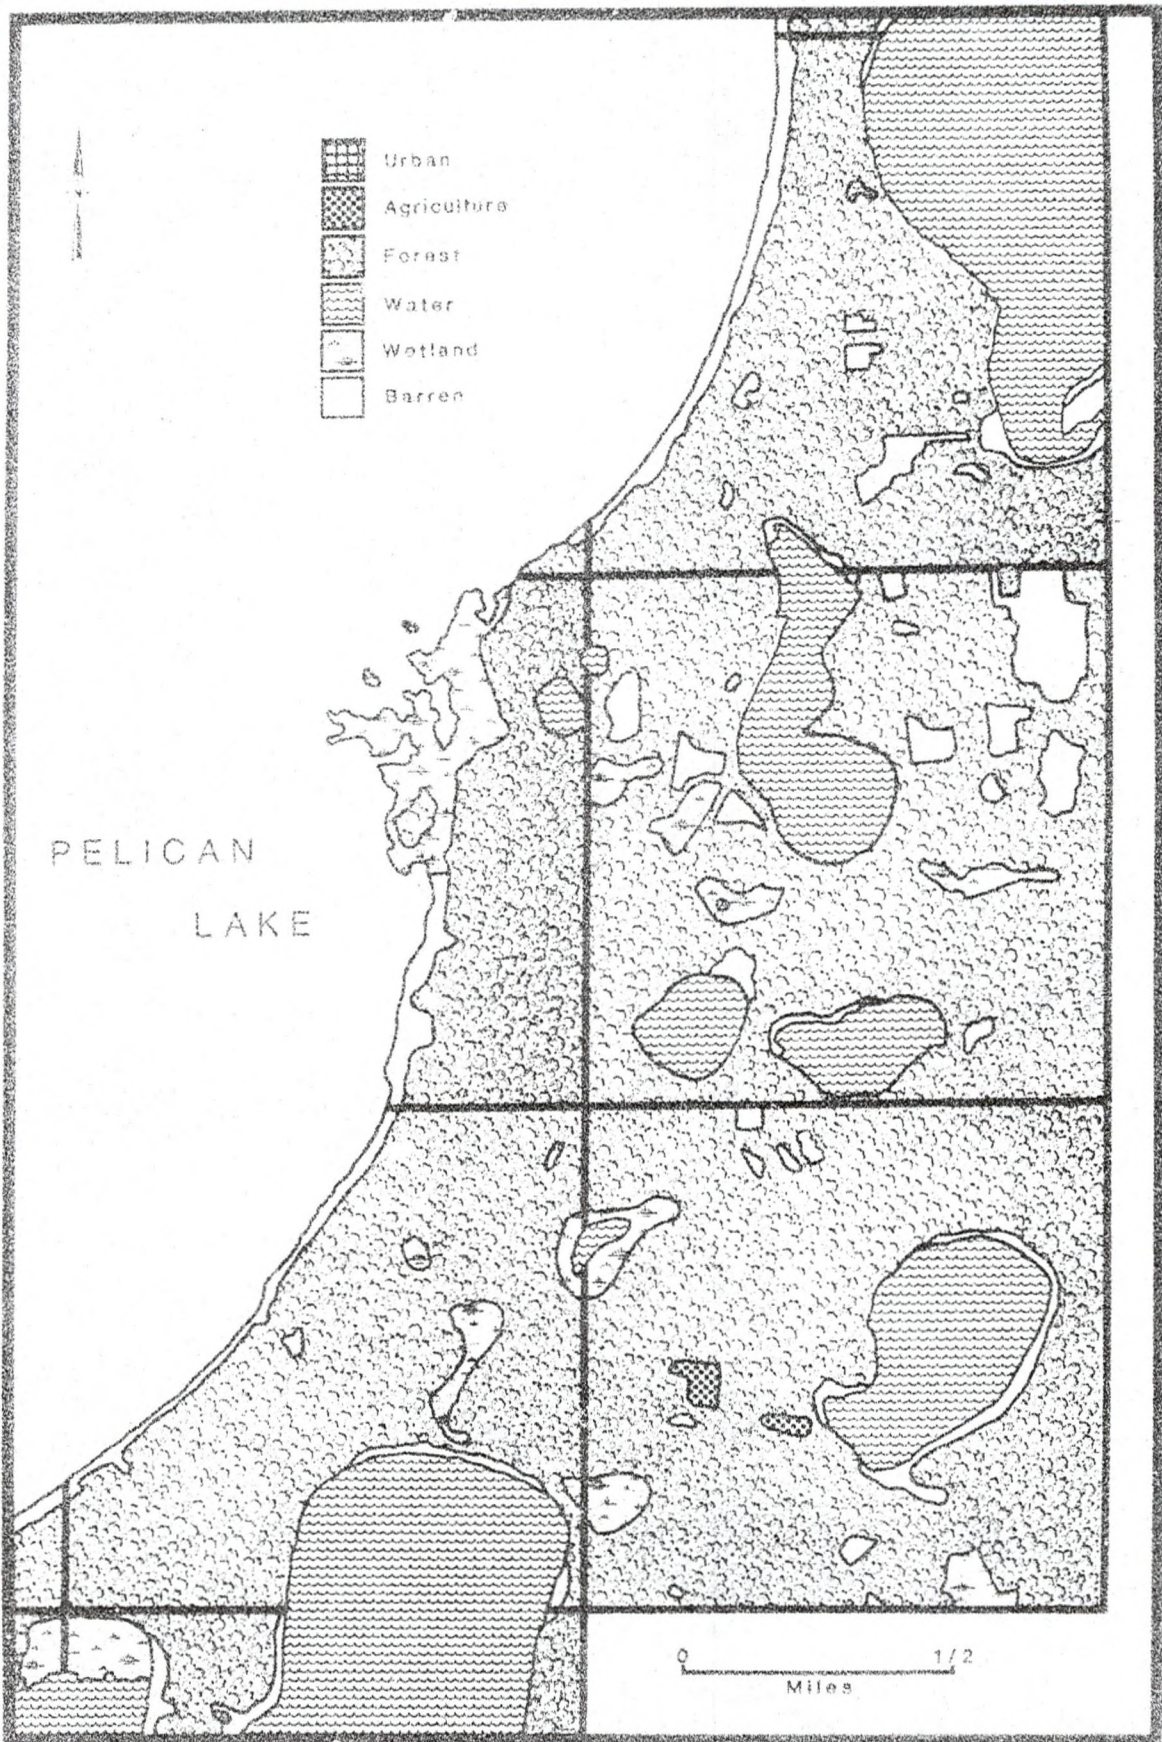 Urban
Agriculture
Forest
Water
Wetland
Barren
PELICAN
LAKE
0 1/2
Miles